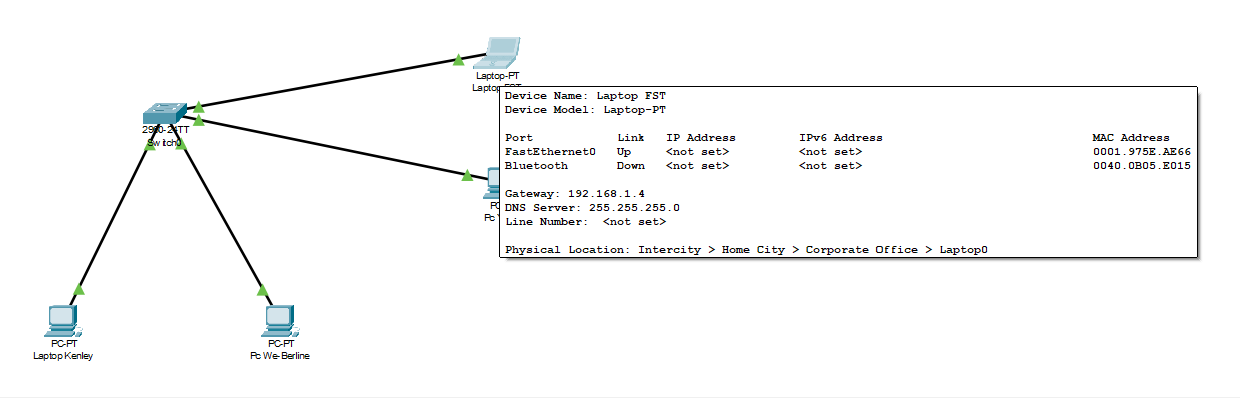 Laptop-PT
Laptop FST
2960-24TT
Switch0
PC
Pc
PC-PT
Laptop Kenley
PC-PT
Pc We-Berline
Device Name: Laptop FST
Device Model: Laptop-PT
Port Link IP Address IPv6 Address MAC Address
FastEthernet0 Up <not set> <not set> 0001.975E.AE66
Bluetooth Down <not set> <not set> 0040.0B05.E015
Gateway: 192.168.1.4
DNS Server: 255.255.255.0
Line Number: <not set>
Physical Location: Intercity > Home City > Corporate Office > Laptop0